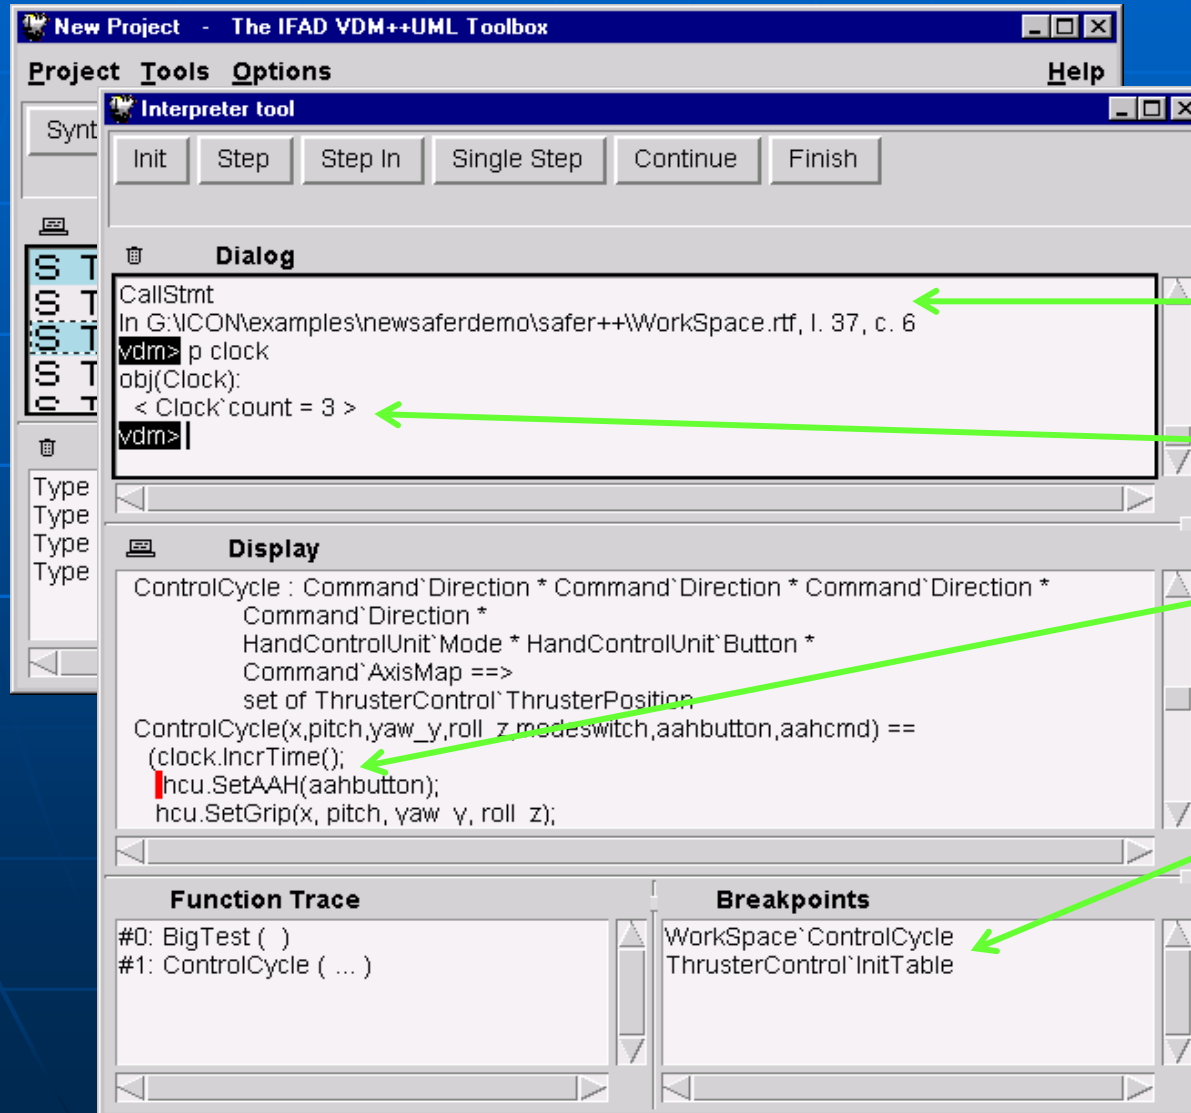 New Project - The IFAD VDM++UML Toolbox
Project Tools Options Help
Interpreter tool
Synt
Init Step Step In Single Step Continue Finish
Dialog
S T
S T
S T
S T
CallStmt
In G:\ICON\examples\newsaferdemo\safer++\WorkSpace.rtf, l. 37, c. 6
vdm> p clock
obj(Clock):
< Clock`count = 3 >
vdm>
Type
Type
Type
Type
Display
ControlCycle : Command`Direction * Command`Direction * Command`Direction *
Command`Direction *
HandControlUnit`Mode * HandControlUnit`Button *
Command`AxisMap ==>
set of ThrusterControl`ThrusterPosition
ControlCycle(x,pitch,yaw_y,roll_z,modeswitch,aahbutton,aahcmd) ==
(clock.IncrTime();
hcu.SetAAH(aahbutton);
hcu.SetGrip(x, pitch, yaw_y, roll_z);
Function Trace
#0: BigTest ( )
#1: ControlCycle ( ... )
Breakpoints
WorkSpace`ControlCycle
ThrusterControl`InitTable